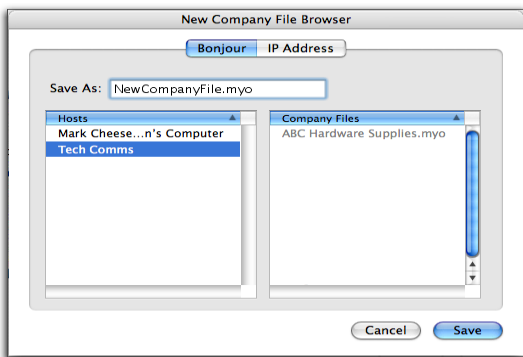 New Company File Browser
Bonjour IP Address
Save As: NewCompanyFile.myo
Hosts
Mark Cheese...n's Computer
Tech Comms
Company Files
ABC Hardware Supplies.myo
Cancel Save